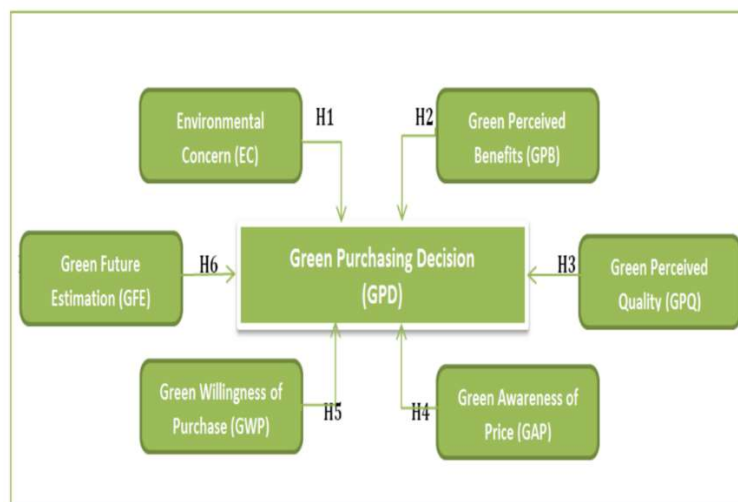 H1
H2
Environmental
Concern (EC)
Green Perceived
Benefits (GPB)
Green Future
Estimation (GFE)
H6
Green Purchasing Decision
(GPD)
H3
Green Perceived
Quality (GPQ)
Green Willingness of
Purchase (GWP)
H5
H4
Green Awareness of
Price (GAP)